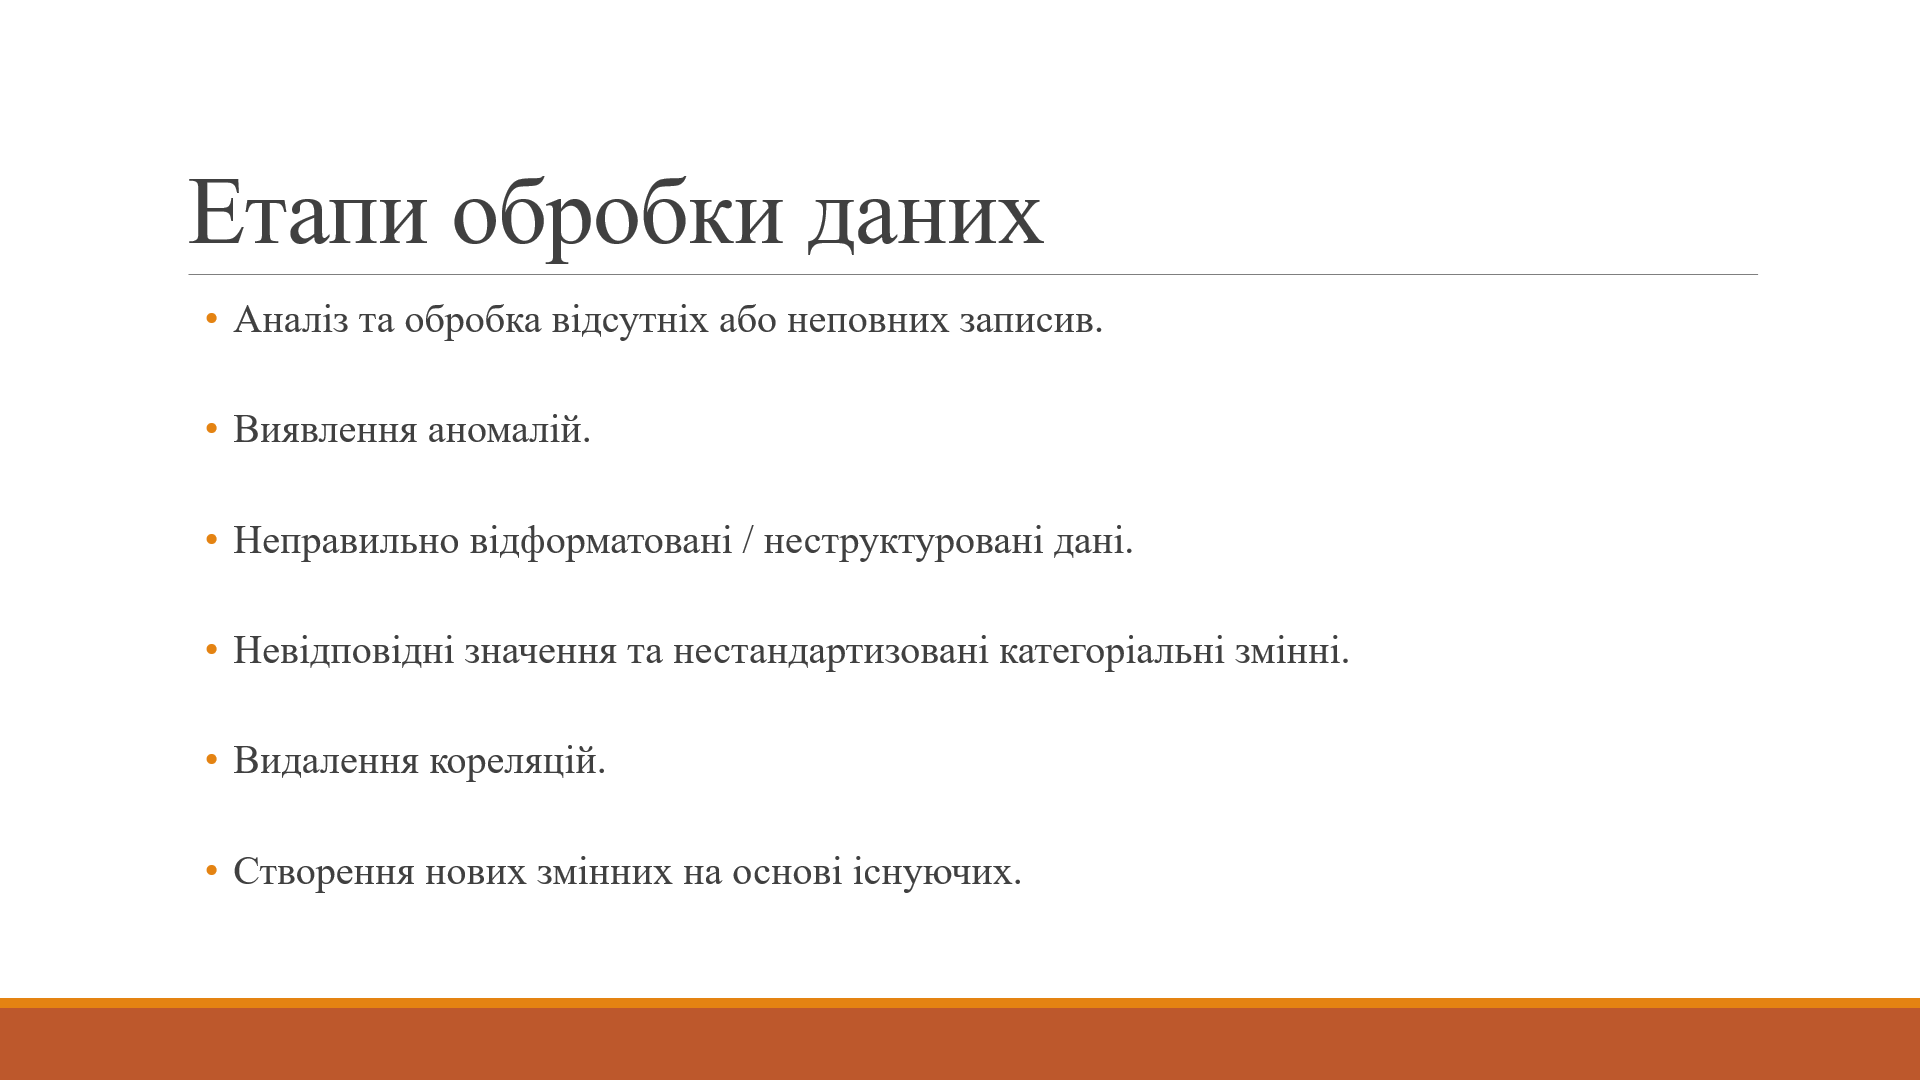 Етапи обробки даних
• Аналіз та обробка відсутніх або неповних записив.
• Виявлення аномалій.
• Неправильно відформатовані / неструктуровані дані.
• Невідповідні значення та нестандартизовані категоріальні змінні.
• Видалення кореляцій.
• Створення нових змінних на основі існуючих.